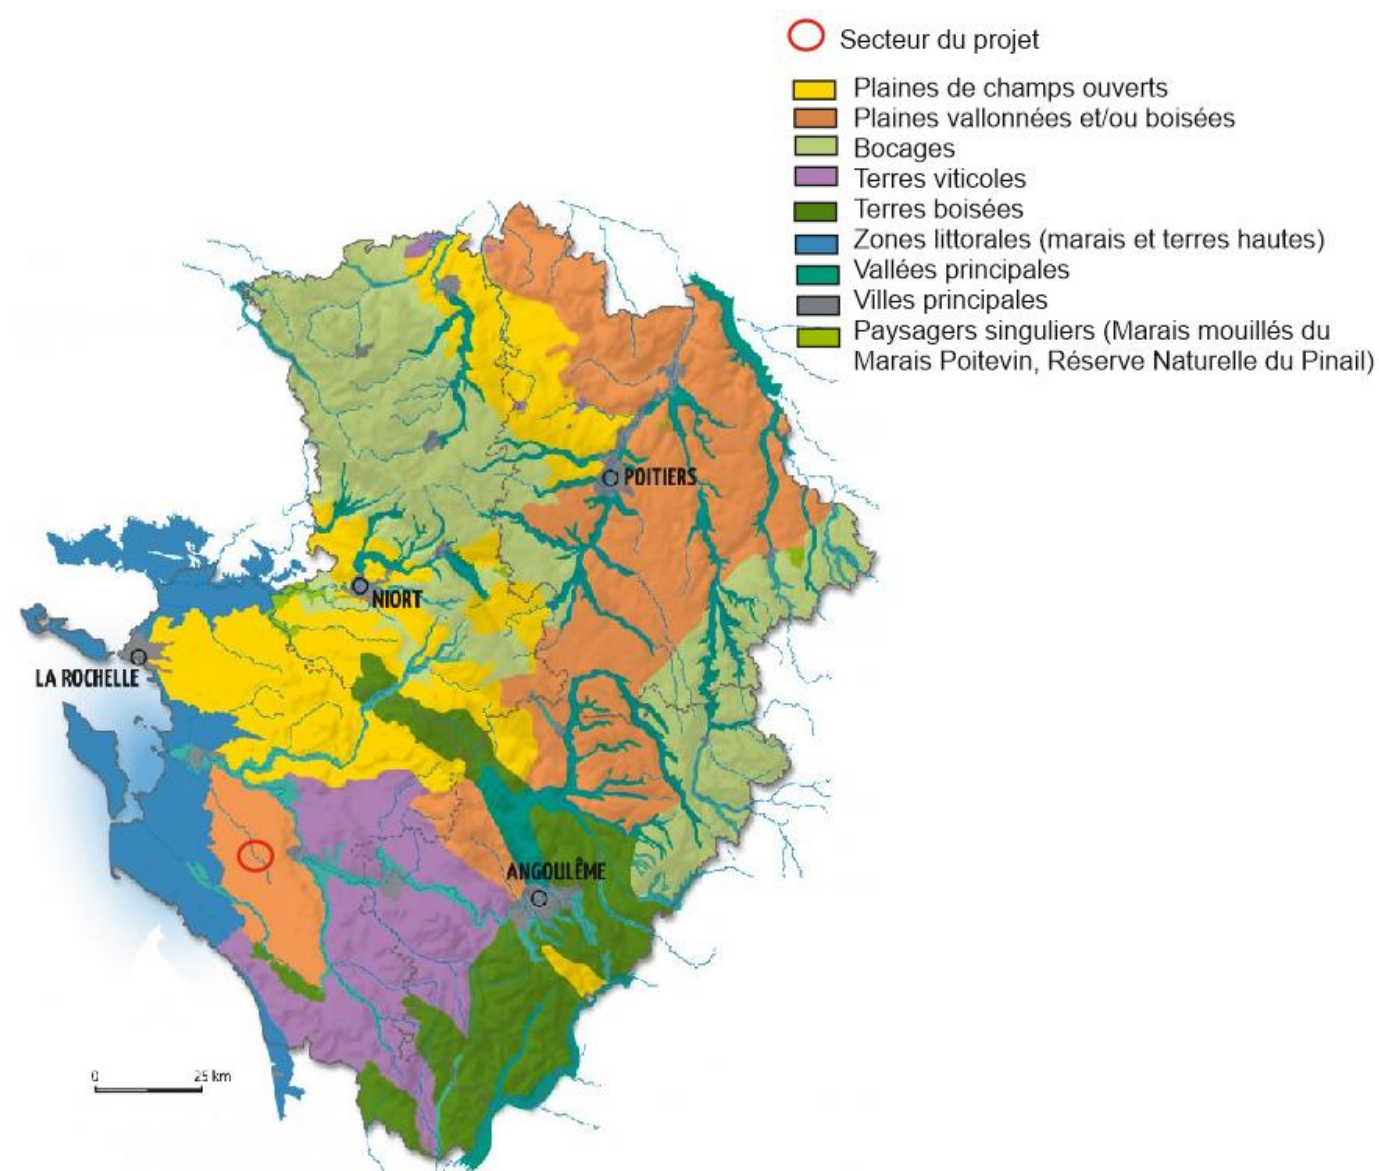 Secteur du projet
Plaines de champs ouverts
Plaines vallonnées et/ou boisées
Bocages
Terres viticoles
Terres boisées
Zones littorales (marais et terres hautes)
Vallées principales
Villes principales
Paysagers singuliers (Marais mouillés du
Marais Poitevin, Réserve Naturelle du Pinail)
POITIERS
NIORT
LA ROCHELLE
ANGOULÊME
0 25 km